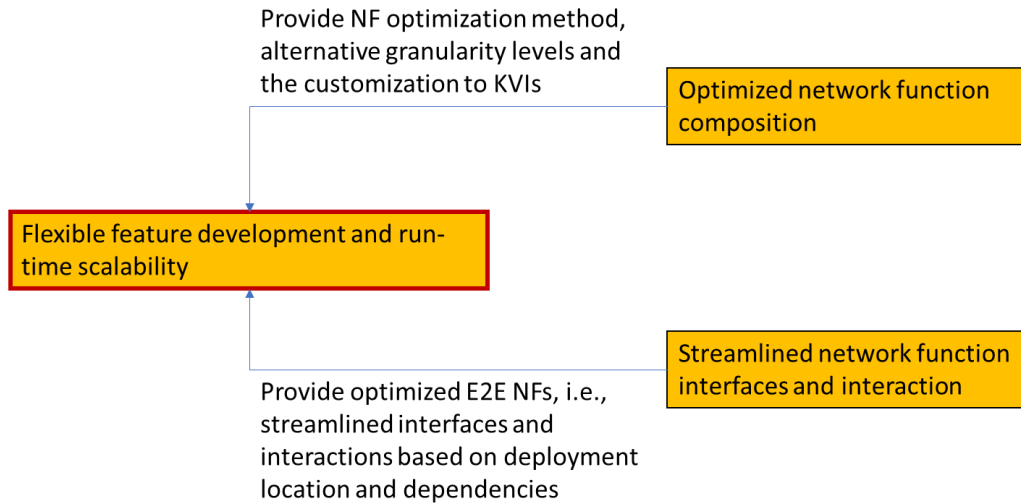 Provide NF optimization method,
alternative granularity levels and
the customization to KVIs
Optimized network function
composition
Flexible feature development and run-
time scalability
Streamlined network function
interfaces and interaction
Provide optimized E2E NFs, i.e.,
streamlined interfaces and
interactions based on deployment
location and dependencies